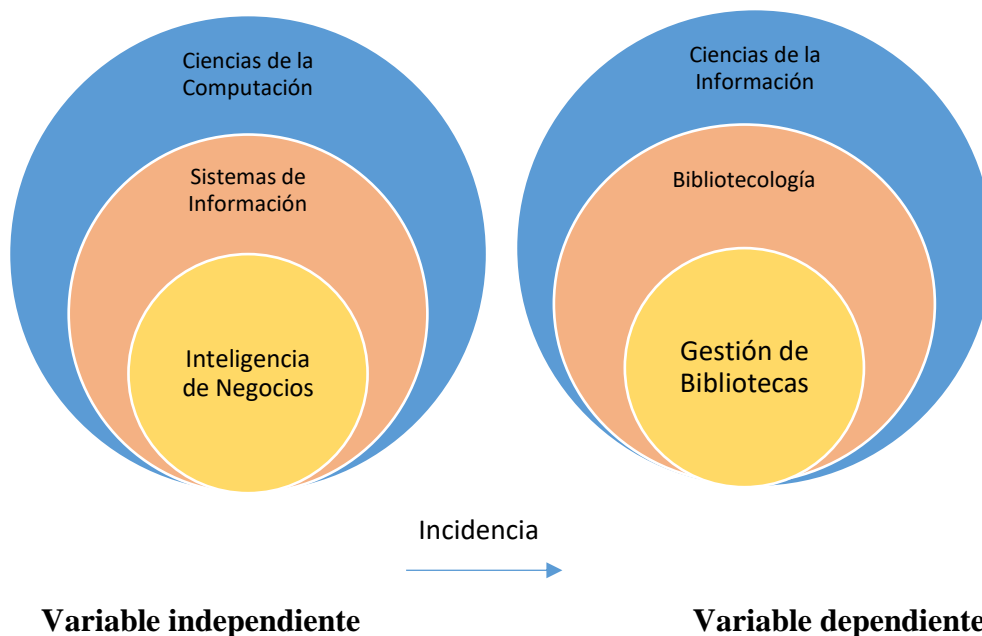 Ciencias de la
Computación
Sistemas de
Información
Inteligencia
de Negocios
Ciencias de la
Información
Bibliotecología
Gestión de
Bibliotecas
Incidencia
Variable independiente
Variable dependiente